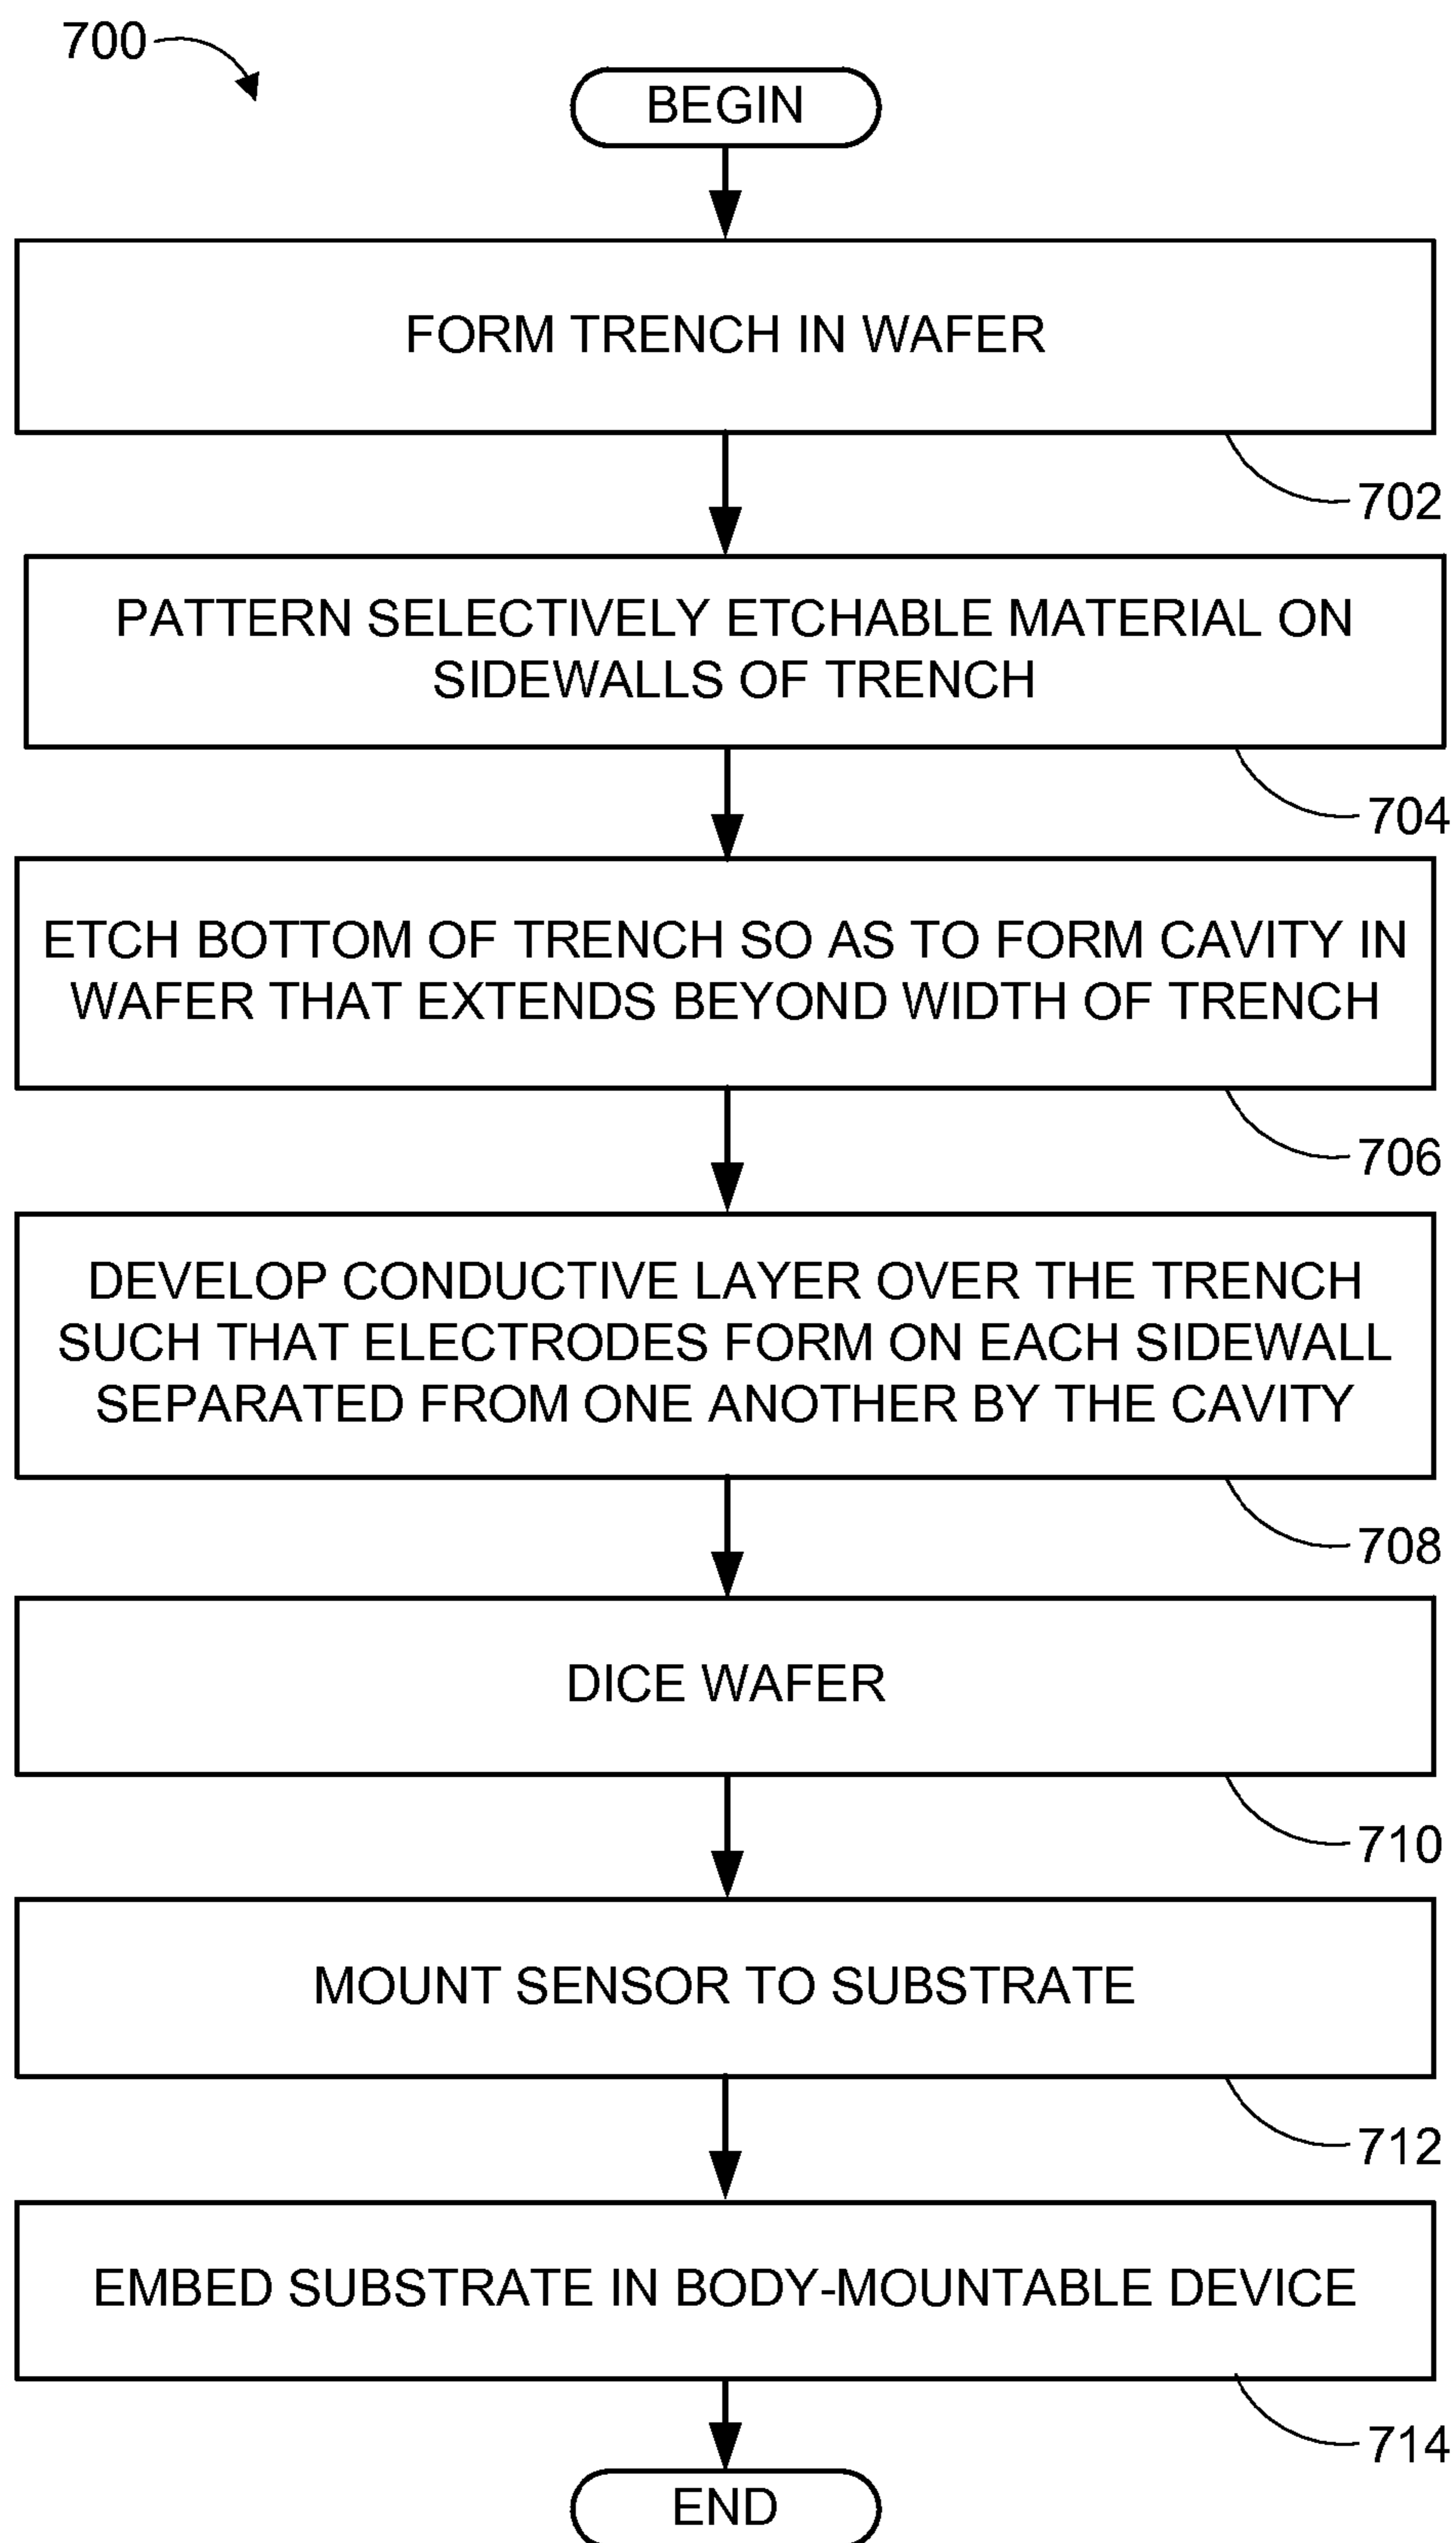 700
BEGIN
FORM TRENCH IN WAFER
702
PATTERN SELECTIVELY ETCHABLE MATERIAL ON
SIDEWALLS OF TRENCH
704
ETCH BOTTOM OF TRENCH SO AS TO FORM CAVITY IN
WAFER THAT EXTENDS BEYOND WIDTH OF TRENCH
706
DEVELOP CONDUCTIVE LAYER OVER THE TRENCH
SUCH THAT ELECTRODES FORM ON EACH SIDEWALL
SEPARATED FROM ONE ANOTHER BY THE CAVITY
708
DICE WAFER
710
MOUNT SENSOR TO SUBSTRATE
712
EMBED SUBSTRATE IN BODY-MOUNTABLE DEVICE
714
END